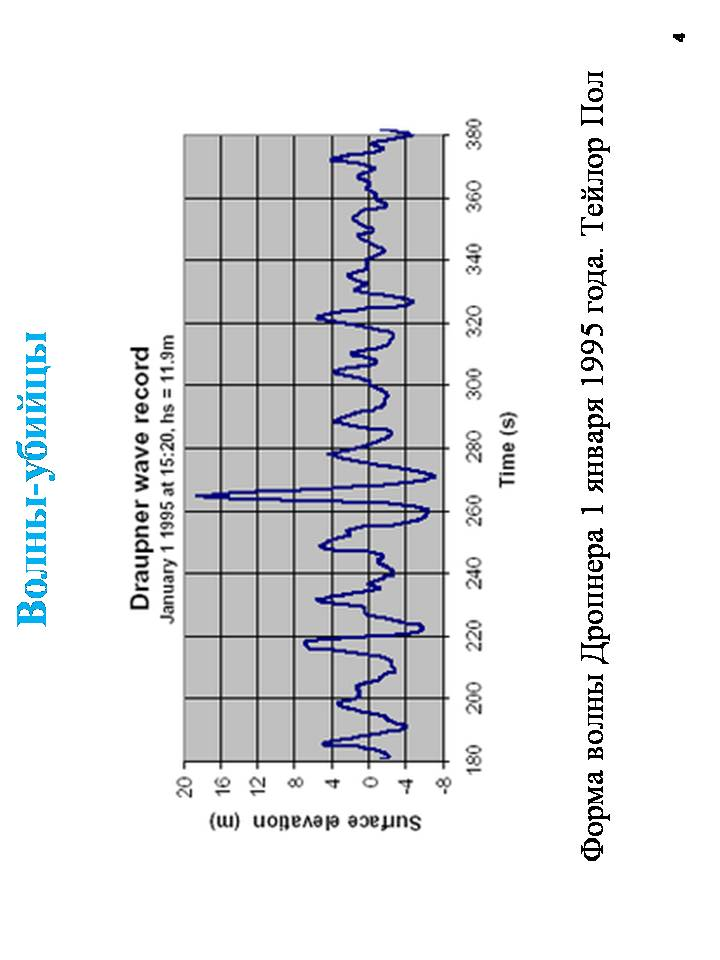 Волны-убийцы
Draupner wave record
January 1 1995 at 15:20, hs = 11.9m
Surface elevation (m)
20
16
12
8
4
0
-4
-8
180 200 220 240 260 280 300 320 340 360 380
Time (s)
Форма волны Дропнера 1 января 1995 года. Тейлор Пол
4